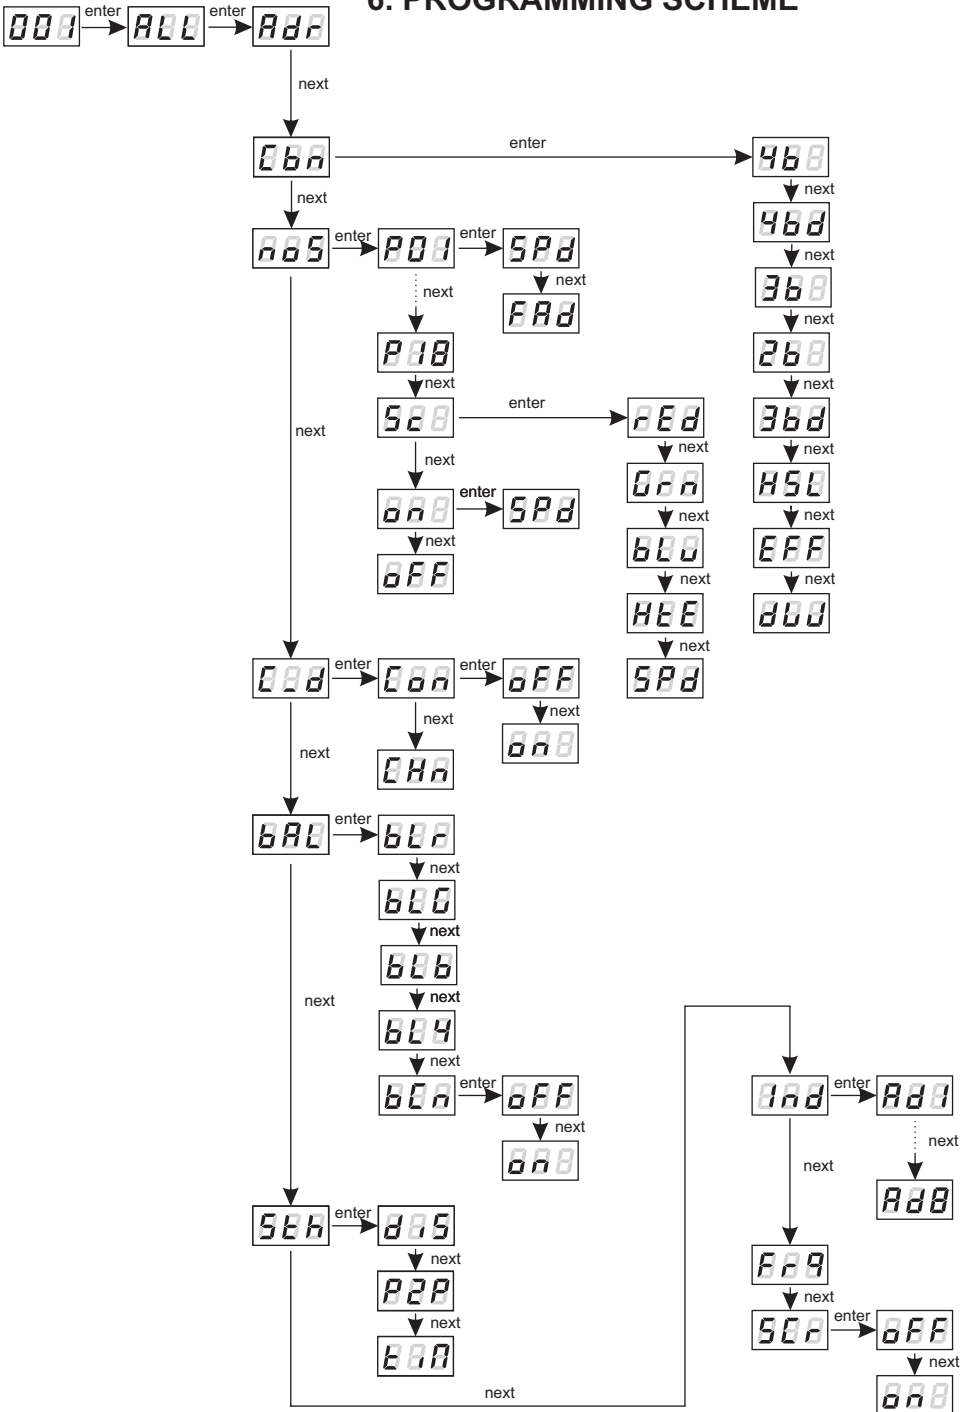 6. PROGRAMMING SCHEME
001 enter ALL enter Adr
next
Cbn enter 4b
next next
noS enter P01 enter SPd 4bd
next next next
FAd 3b
P18 next
next 2b
Sc enter rEd next
next next next 3bd
on enter SPd Grn next
next next HSL
oFF bLu next
next EFF
HtE next
next dUJ
C_d enter Con enter oFF SPd
next next next
CHn on
bAL enter bLr
next
bLG
next
bLb
next
next
bL4
next
bCn enter oFF Ind enter Ad1
next next next
on Ad8
Sth enter diS
next Frq
P2P next
next SCr enter oFF
tiM next
next on